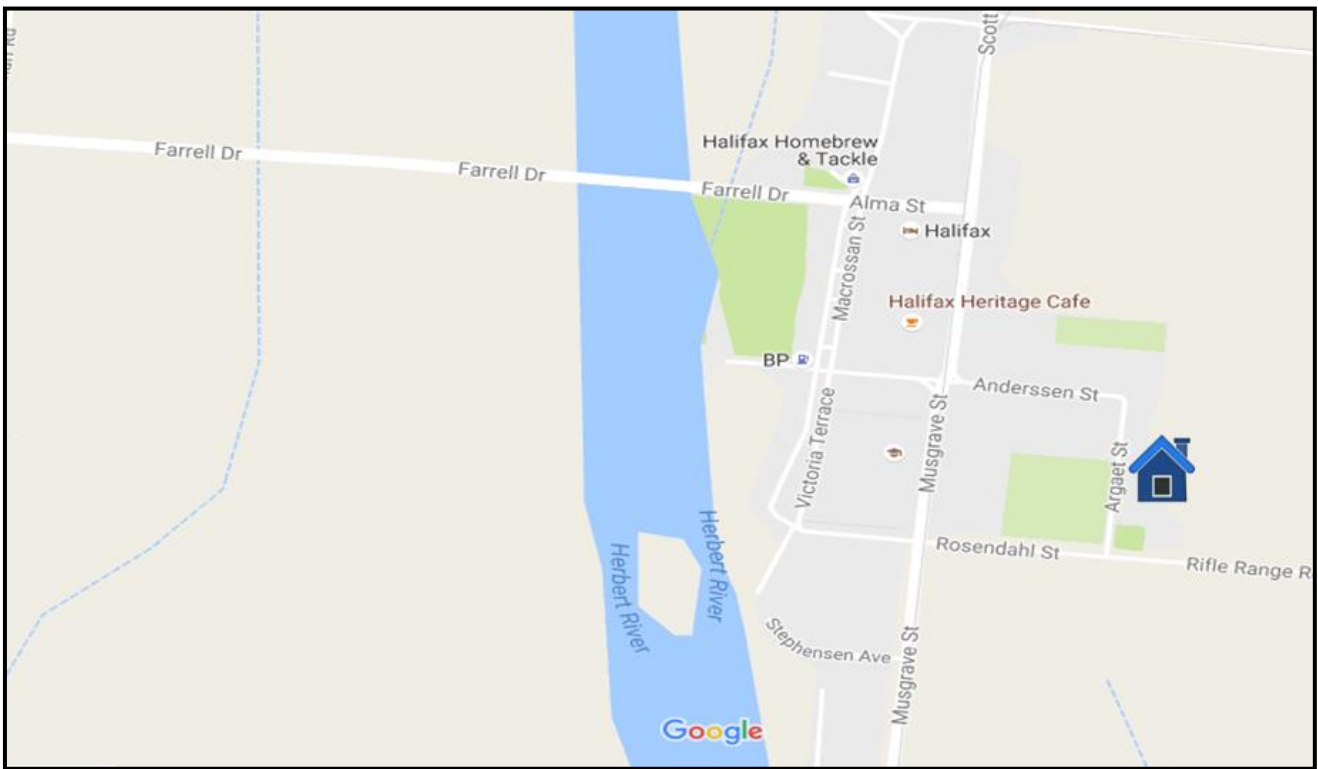 Scott
Halifax Homebrew
& Tackle
Farrell Dr
Farrell Dr
Farrell Dr
Alma St
Halifax
Macrossan St
Halifax Heritage Cafe
BP
Anderssen St
Victoria Terrace
Musgrave St
Argaet St
Herbert River
Herbert River
Rosendahl St
Rifle Range R
Stephensen Ave
Musgrave St
Google